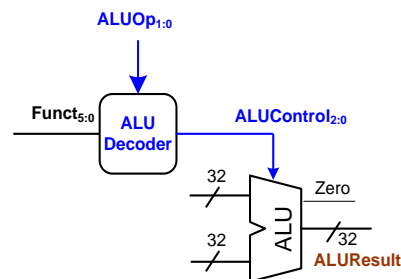 ALUOp1:0
Funct5:0
ALU
Decoder
ALUControl2:0
32
Zero
ALU
32
32
ALUResult